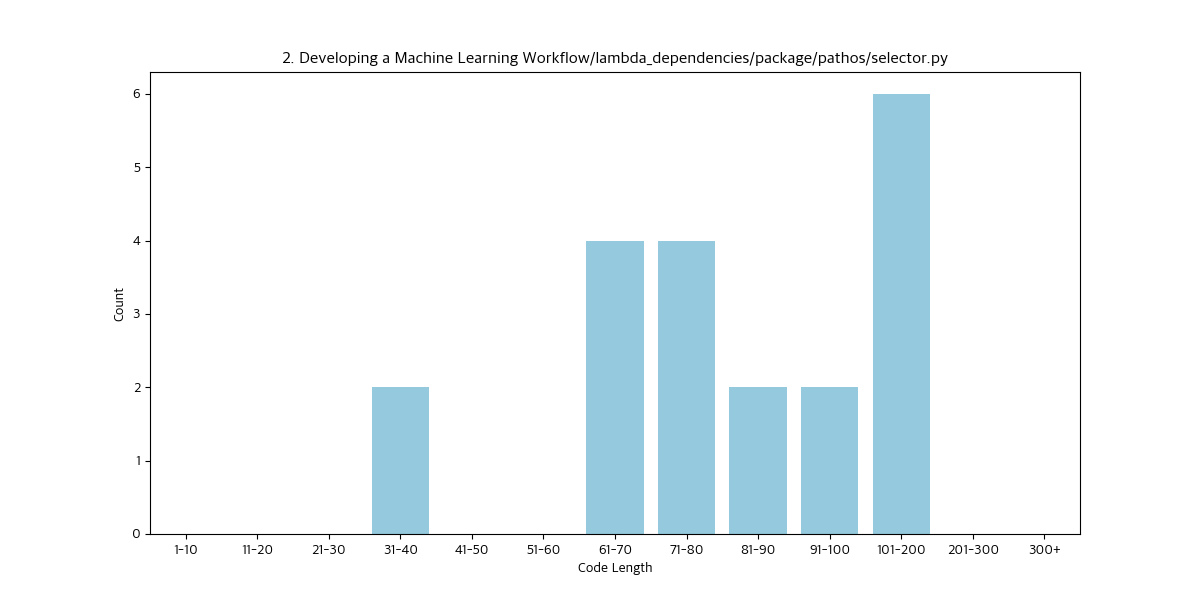 2. Developing a Machine Learning Workflow/lambda_dependencies/package/pathos/selector.py
6
5
4
3
2
1
0
Count
1-10 11-20 21-30 31-40 41-50 51-60 61-70 71-80 81-90 91-100 101-200 201-300 300+
Code Length